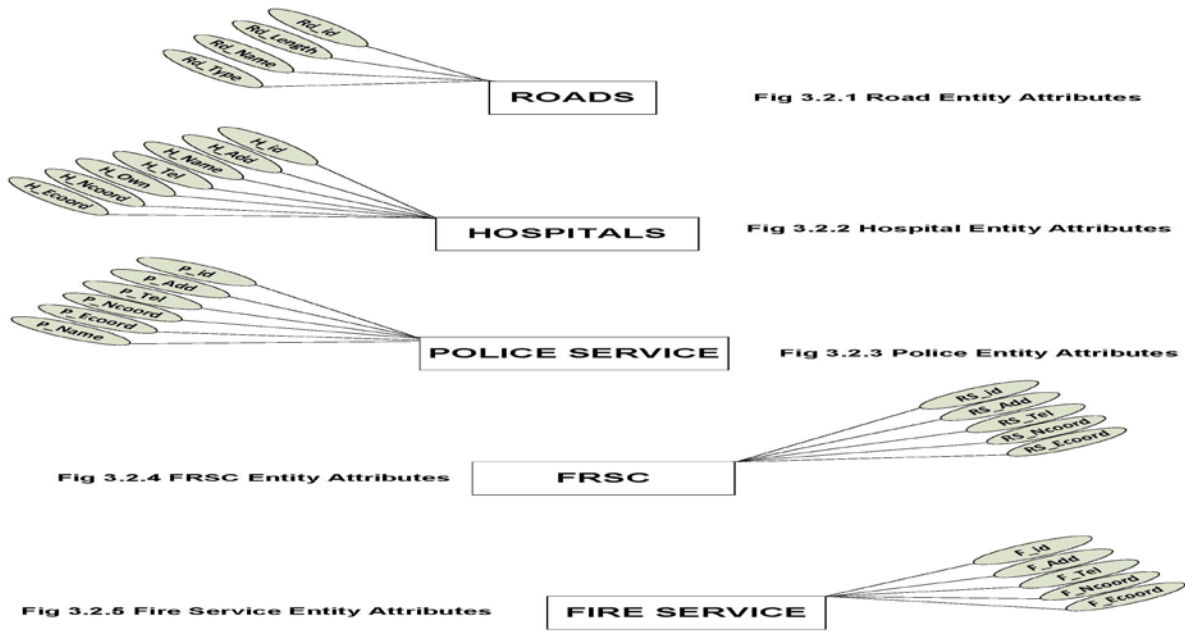 Rd_id
Rd_Length
Rd_Name
Rd_Type
ROADS
Fig 3.2.1 Road Entity Attributes
H_id
H_Add
H_Name
H_Tel
H_Own
H_Ncoord
H_Ecoord
HOSPITALS
Fig 3.2.2 Hospital Entity Attributes
P_id
P_Add
P_Tel
P_Ncoord
P_Ecoord
P_Name
POLICE SERVICE
Fig 3.2.3 Police Entity Attributes
RS_id
RS_Add
RS_Tel
RS_Ncoord
RS_Ecoord
Fig 3.2.4 FRSC Entity Attributes
FRSC
F_id
F_Add
F_Tel
F_Ncoord
F_Ecoord
Fig 3.2.5 Fire Service Entity Attributes
FIRE SERVICE